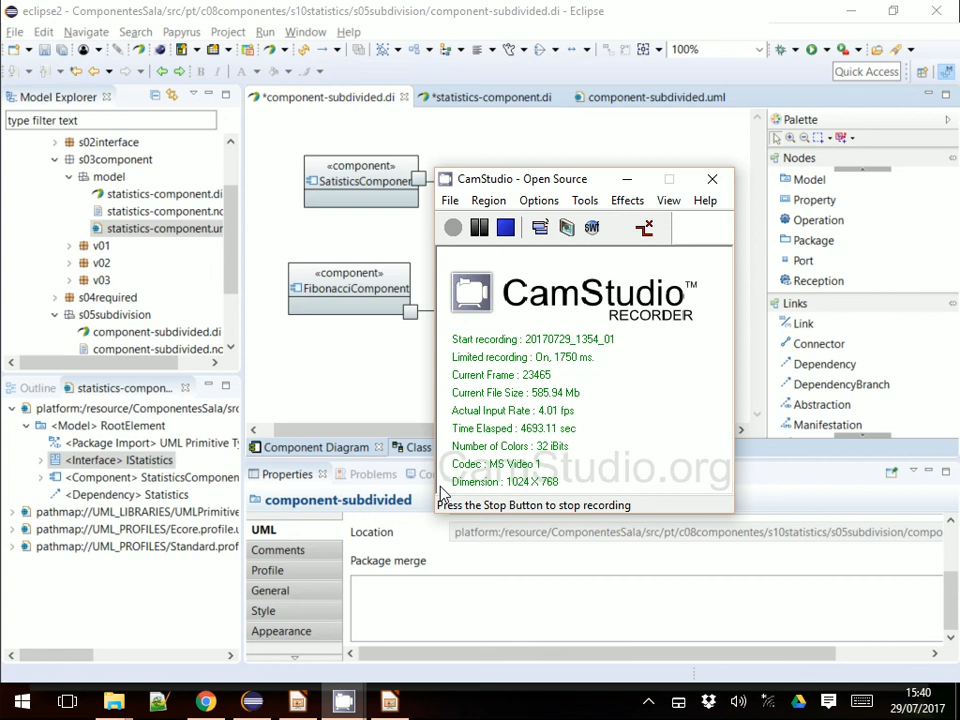 eclipse2 - ComponentesSala/src/pt/c08componentes/s10statistics/s05subdivision/component-subdivided.di - Eclipse
File Edit Navigate Search Papyrus Project Run Window Help
100%
B I A
Quick Access
Model Explorer
type filter text
s02interface
s03component
model
statistics-component.di
statistics-component.nc
statistics-component.ur
v01
v02
v03
s04required
s05subdivision
component-subdivided.di
component-subdivided.nc
*component-subdivided.di
*statistics-component.di
component-subdivided.uml
«component»
SatisticsComponen
«component»
FibonacciComponent
Component Diagram
Class
Palette
Nodes
Model
Property
Operation
Package
Port
Reception
Links
Link
Connector
Dependency
DependencyBranch
Abstraction
Manifestation
CamStudio - Open Source
File Region Options Tools Effects View Help
SWf
CamStudio™
RECORDER
Start recording : 20170729_1354_01
Limited recording : On, 1750 ms.
Current Frame : 23465
Current File Size : 585.94 Mb
Actual Input Rate : 4.01 fps
Time Elasped : 4693.11 sec
Number of Colors : 32 iBits
Codec : MS Video 1
Dimension : 1024 X 768
CamStudio.org
Press the Stop Button to stop recording
Outline
statistics-compon...
platform:/resource/ComponentesSala/src
<Model> RootElement
<Package Import> UML Primitive T
<Interface> IStatistics
<Component> StatisticsComponen
<Dependency> Statistics
pathmap://UML_LIBRARIES/UMLPrimitive
pathmap://UML_PROFILES/Ecore.profile.u
pathmap://UML_PROFILES/Standard.prof
Properties
Problems
Co
component-subdivided
UML
Comments
Profile
General
Style
Appearance
Location
platform:/resource/ComponentesSala/src/pt/c08componentes/s10statistics/s05subdivision/compo
Package merge
15:40
29/07/2017